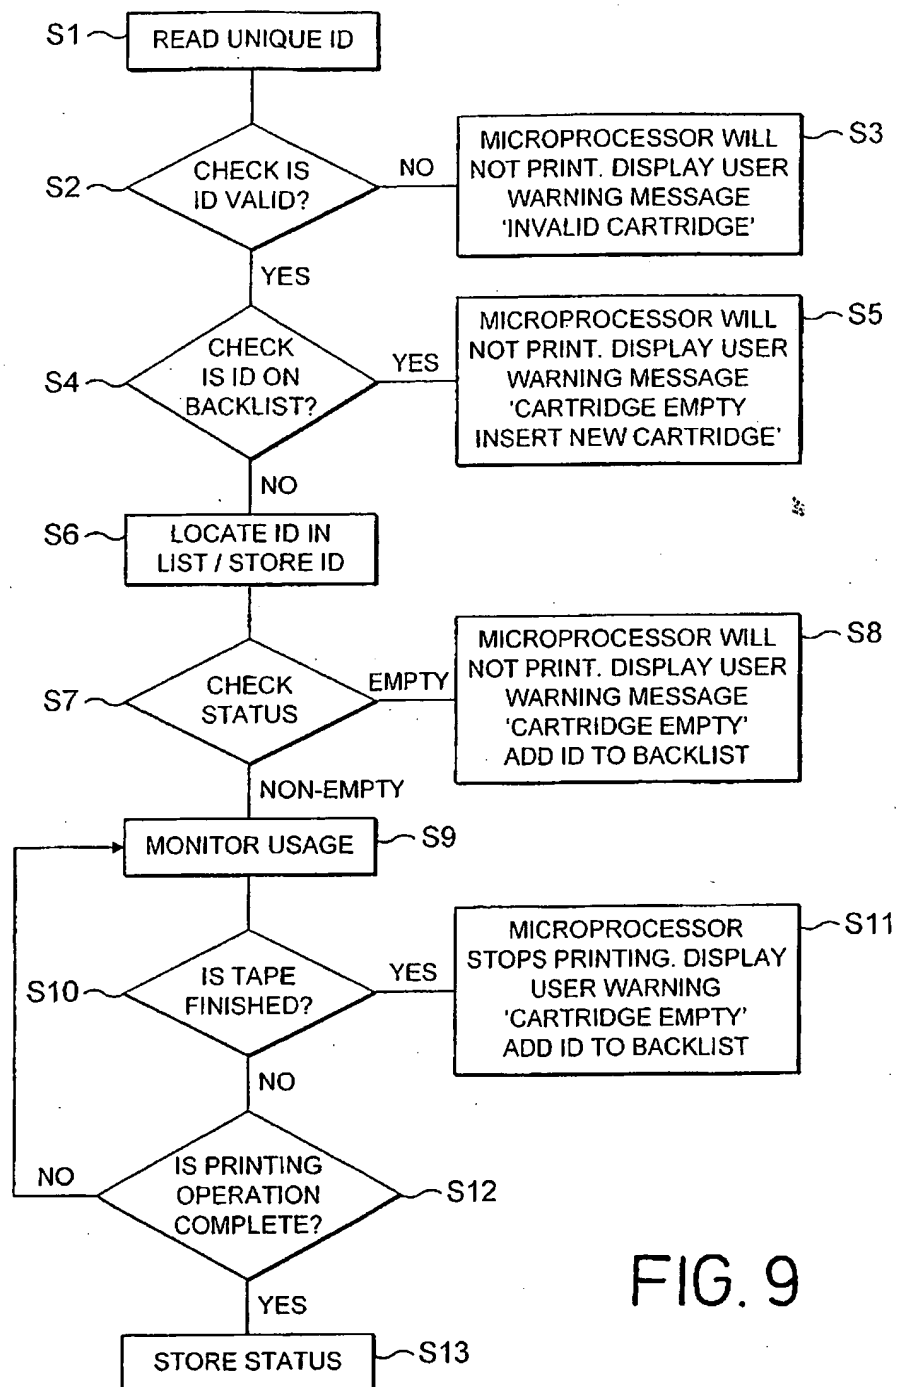 S1
READ UNIQUE ID
S2
CHECK IS
ID VALID?
NO
MICROPROCESSOR WILL
NOT PRINT. DISPLAY USER
WARNING MESSAGE
'INVALID CARTRIDGE'
S3
YES
S4
CHECK
IS ID ON
BACKLIST?
YES
MICROPROCESSOR WILL
NOT PRINT. DISPLAY USER
WARNING MESSAGE
'CARTRIDGE EMPTY
INSERT NEW CARTRIDGE'
S5
NO
S6
LOCATE ID IN
LIST / STORE ID
S7
CHECK
STATUS
EMPTY
MICROPROCESSOR WILL
NOT PRINT. DISPLAY USER
WARNING MESSAGE
'CARTRIDGE EMPTY'
ADD ID TO BACKLIST
S8
NON-EMPTY
MONITOR USAGE
S9
S10
IS TAPE
FINISHED?
YES
MICROPROCESSOR
STOPS PRINTING. DISPLAY
USER WARNING
'CARTRIDGE EMPTY'
ADD ID TO BACKLIST
S11
NO
NO
IS PRINTING
OPERATION
COMPLETE?
S12
YES
STORE STATUS
S13
FIG. 9